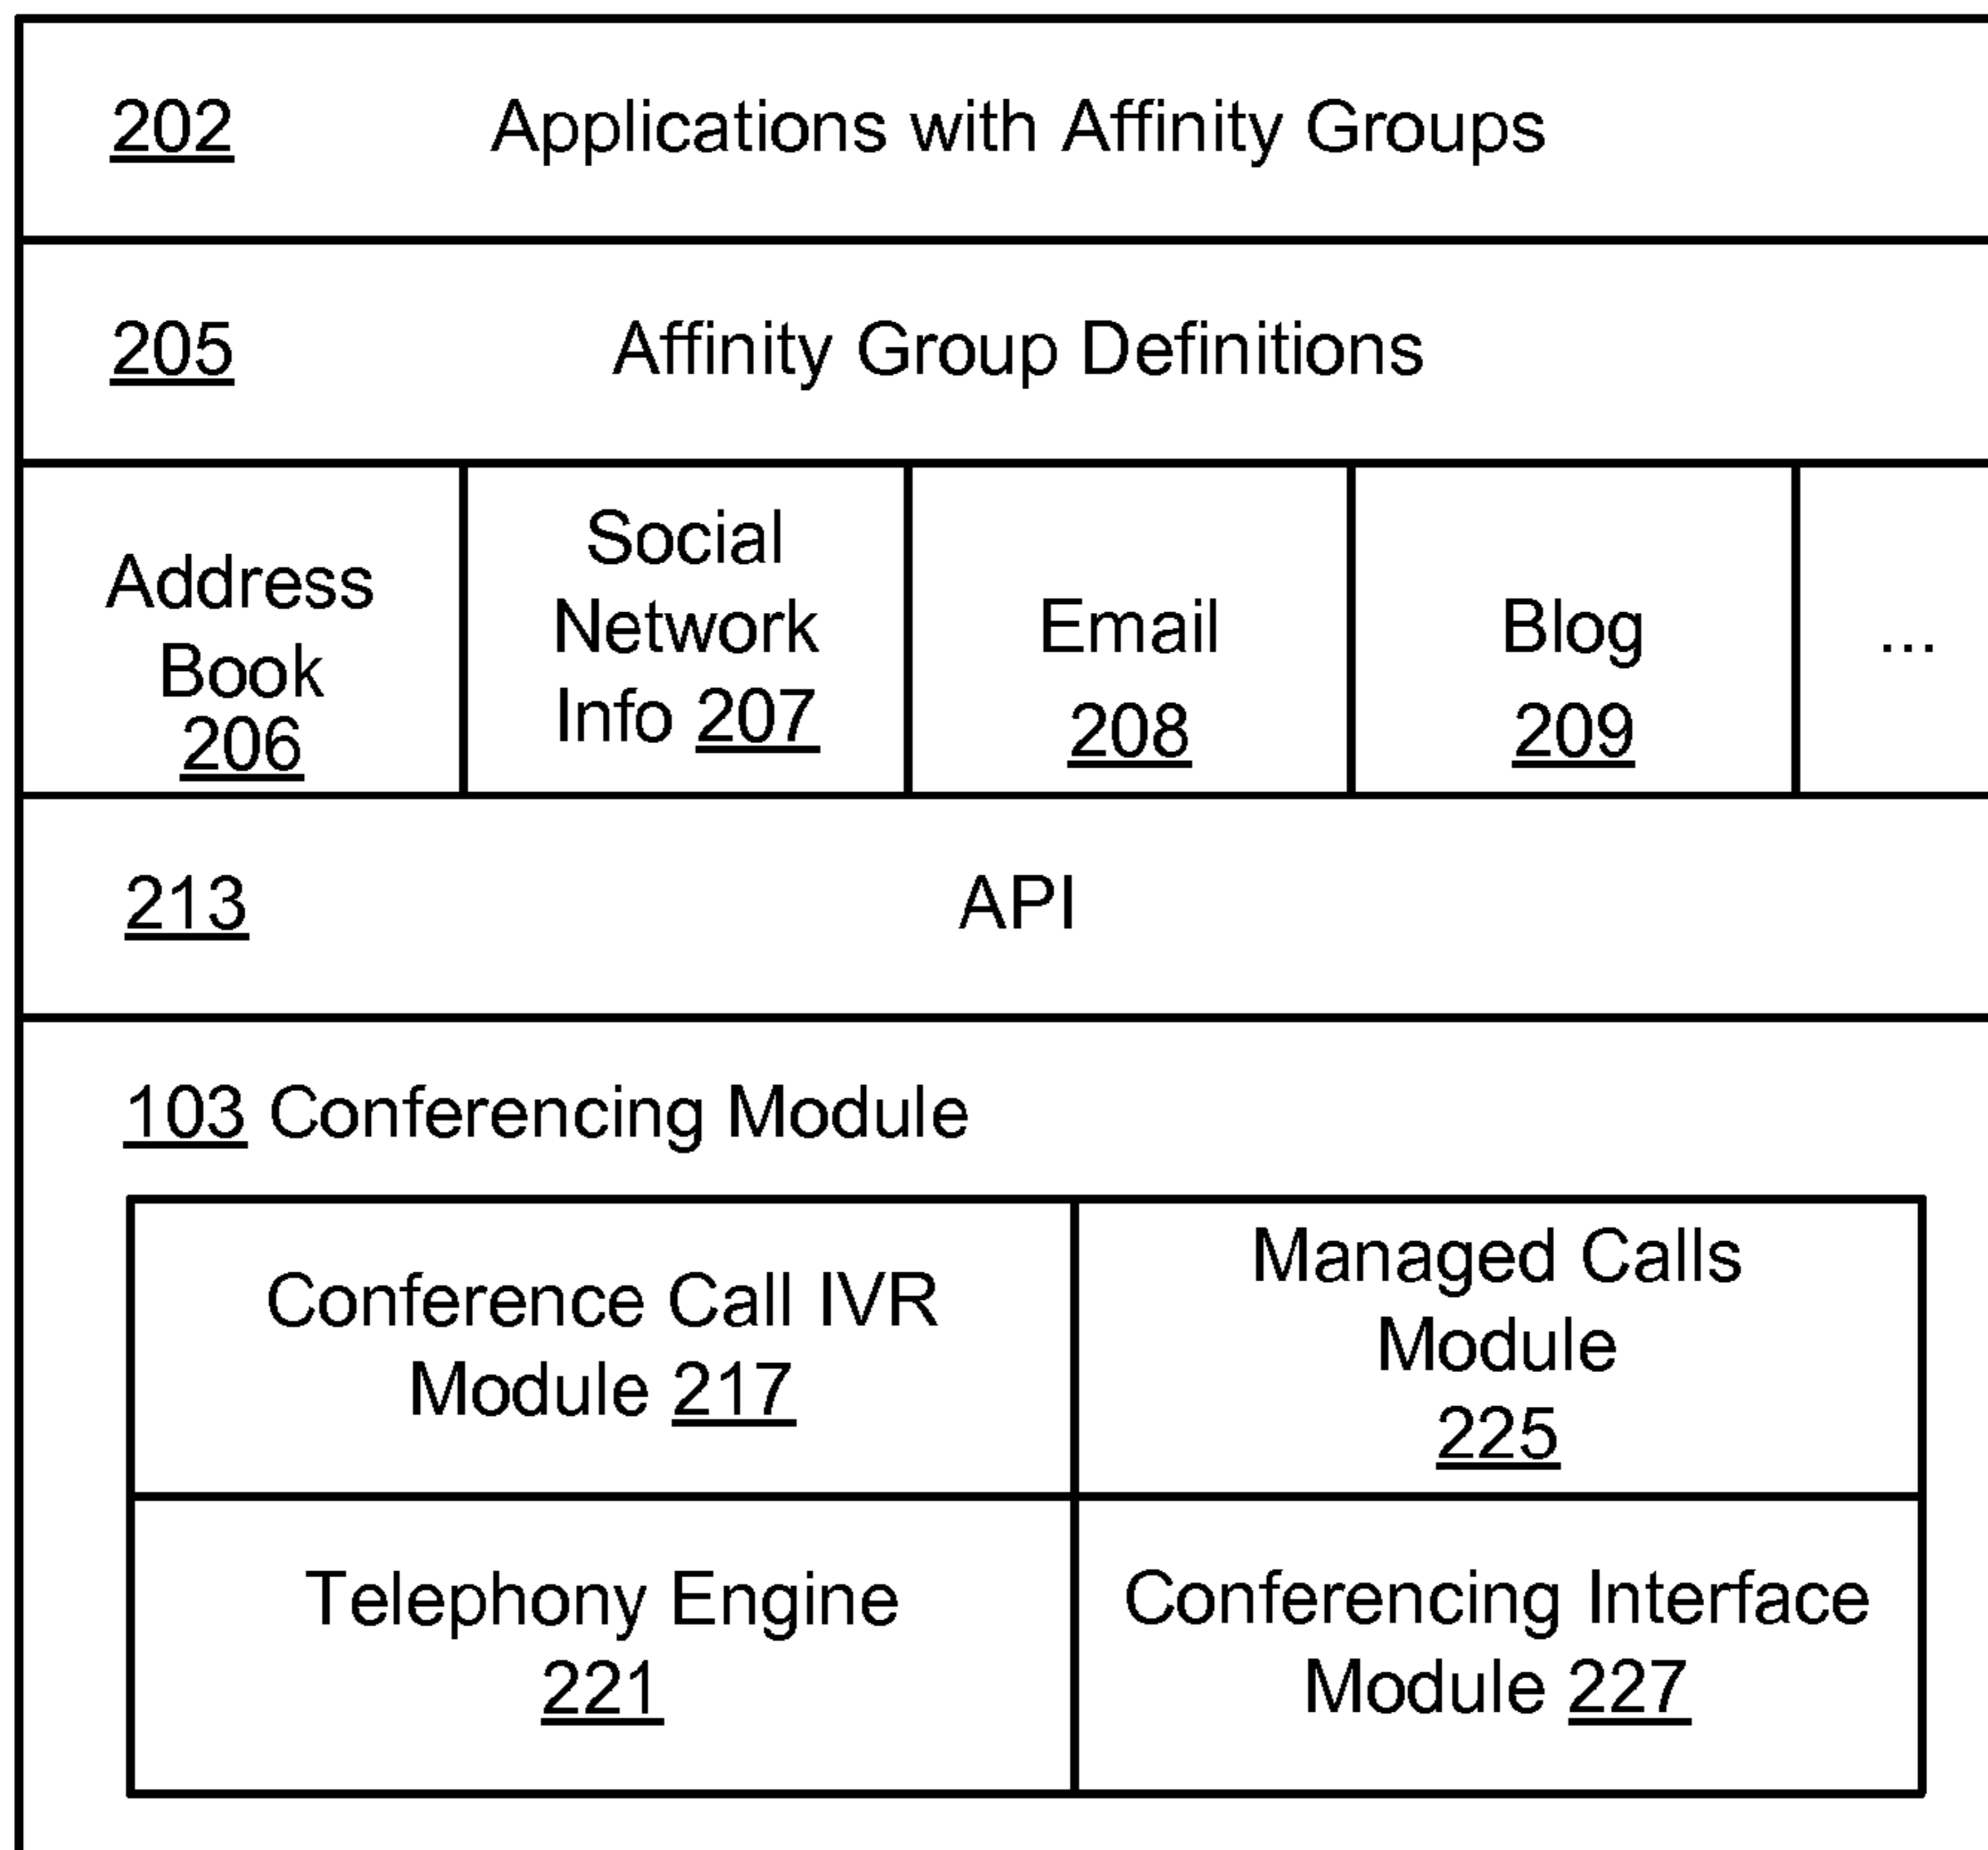 202 Applications with Affinity Groups
205 Affinity Group Definitions
Address
Book
206
Social
Network
Info 207
Email
208
Blog
209
...
213 API
103 Conferencing Module
Conference Call IVR
Module 217
Managed Calls
Module
225
Telephony Engine
221
Conferencing Interface
Module 227